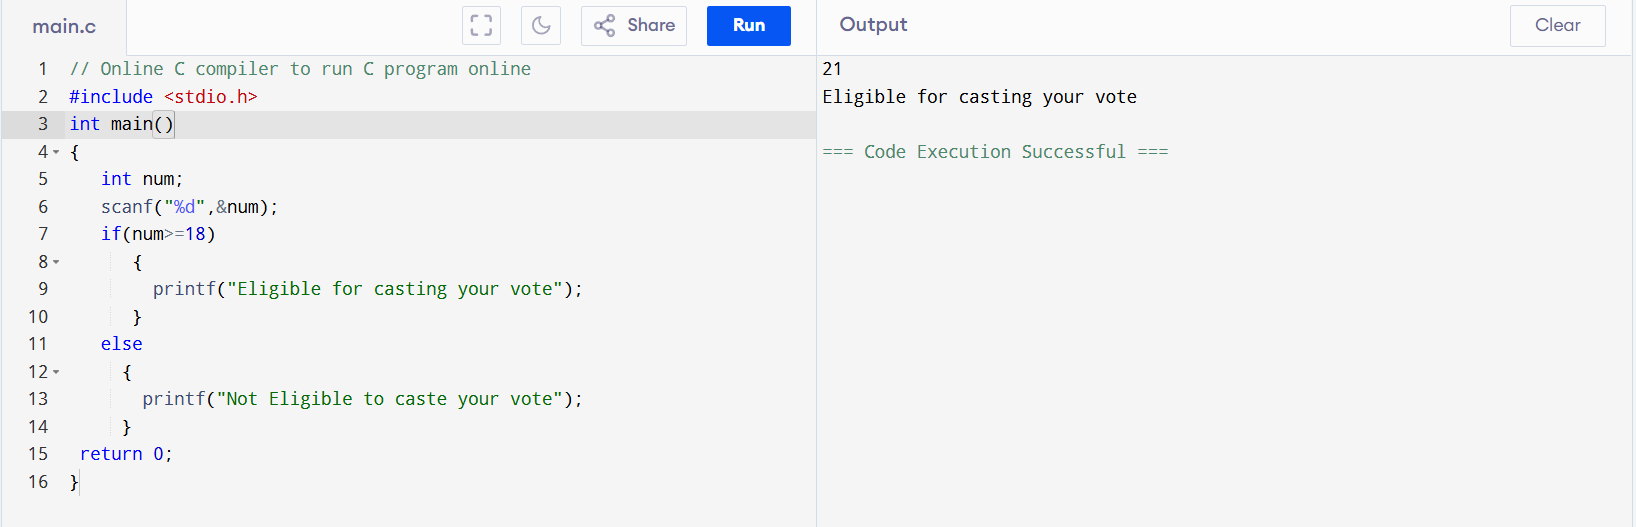 main.c
Share
Run
Output
Clear
1 // Online C compiler to run C program online
2 #include <stdio.h>
3 int main()
4 {
5 int num;
6 scanf("%d",&num);
7 if(num>=18)
8 {
9 printf("Eligible for casting your vote");
10 }
11 else
12 {
13 printf("Not Eligible to caste your vote");
14 }
15 return 0;
16 }
21
Eligible for casting your vote
=== Code Execution Successful ===